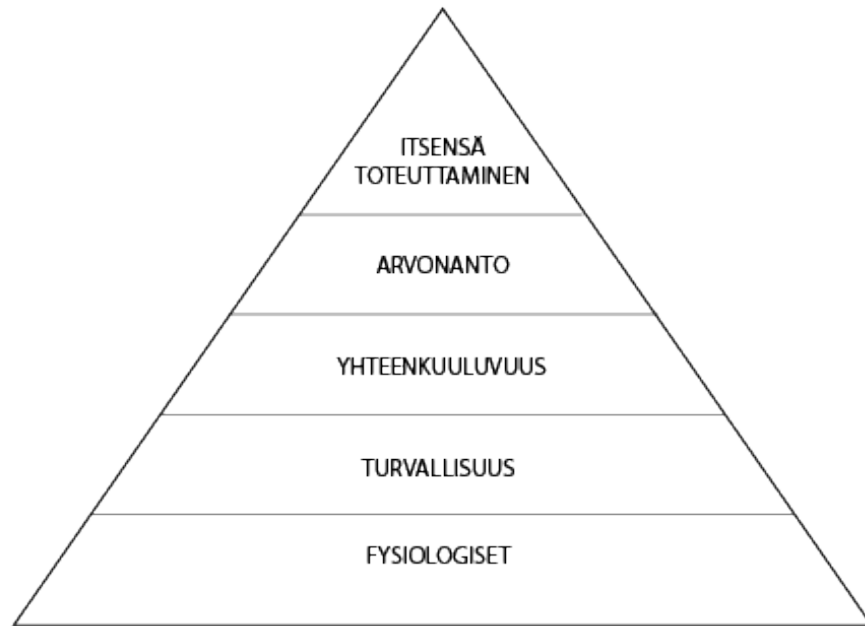 ITSENSÄ
TOTEUTTAMINEN
ARVONANTO
YHTEENKUULUVUUS
TURVALLISUUS
FYSIOLOGISET